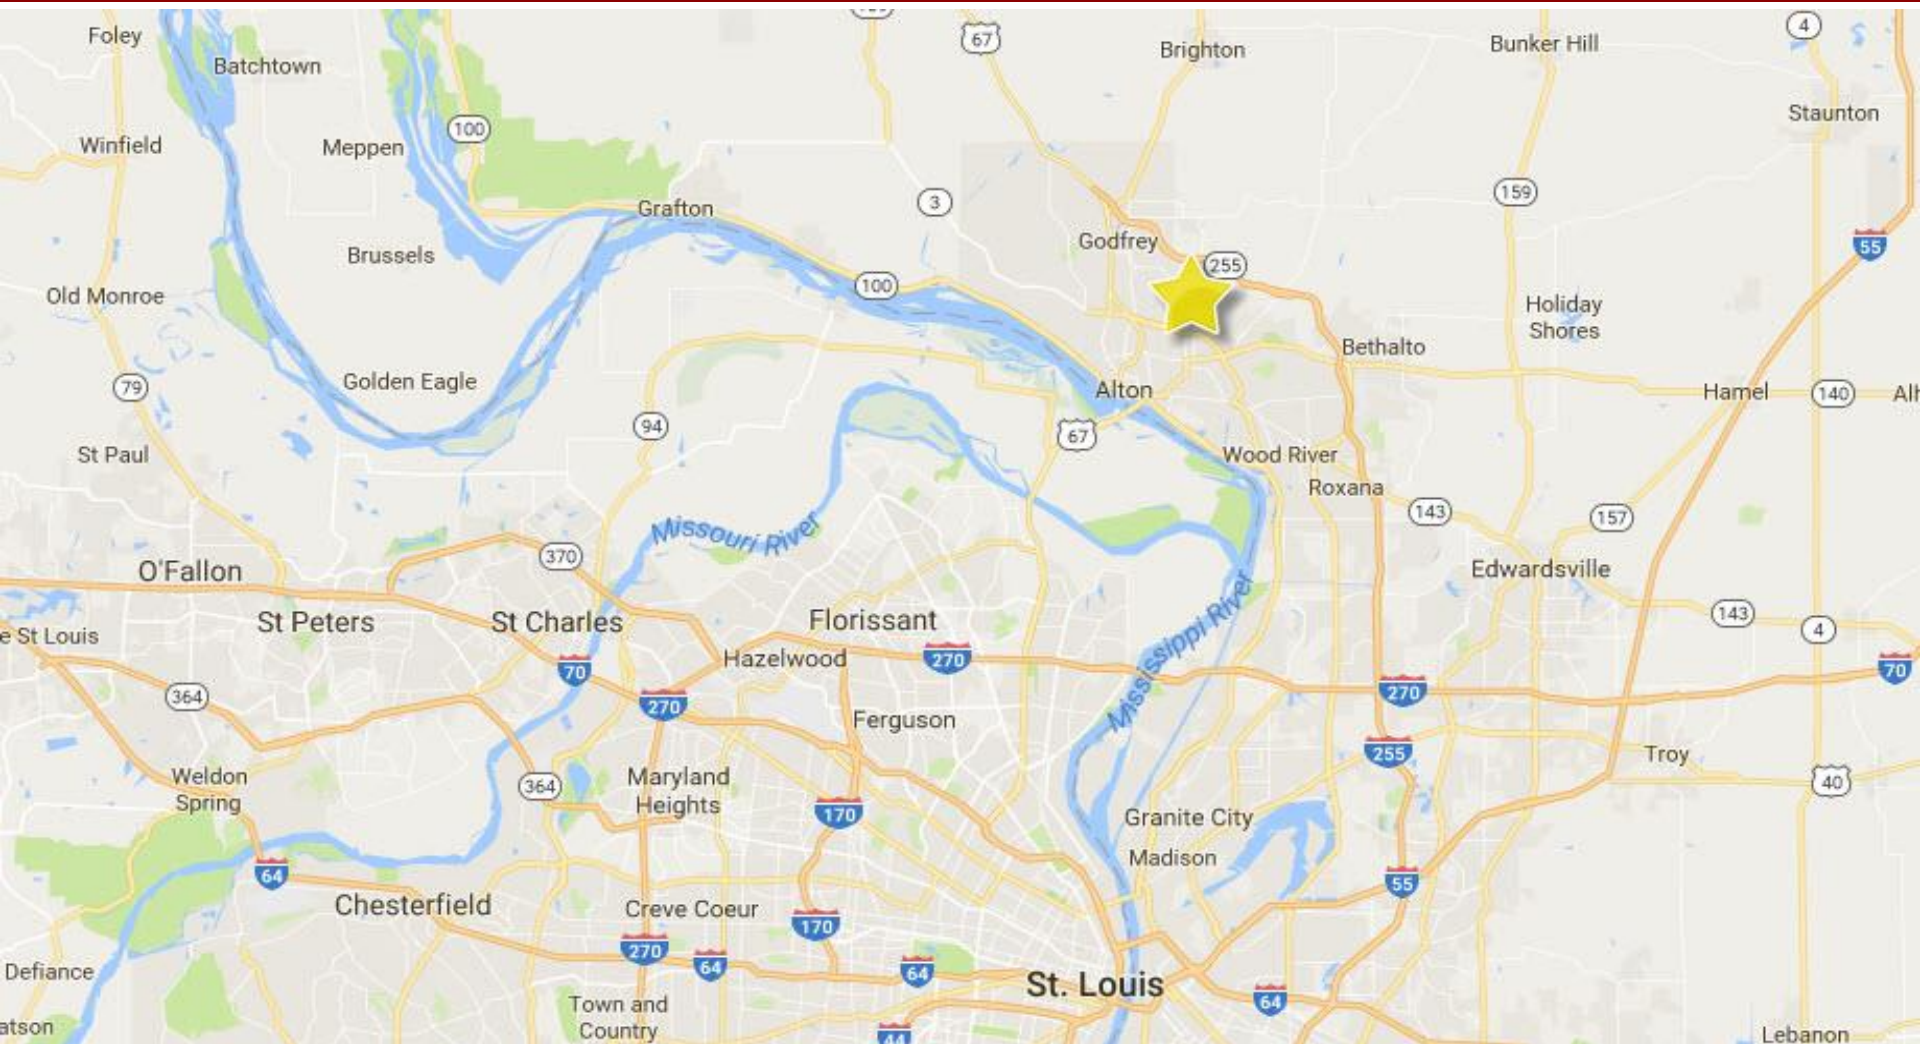 Foley
67
Brighton
Bunker Hill
4
Batchtown
Staunton
100
Winfield
Meppen
159
3
Grafton
Godfrey
55
Brussels
255
100
Old Monroe
Holiday
Shores
Bethalto
Golden Eagle
79
Alton
Hamel
140
94
67
St Paul
Wood River
Roxana
143
157
Missouri River
370
O'Fallon
Edwardsville
St Peters
St Charles
Florissant
Mississippi River
143
4
e St Louis
Hazelwood
270
70
70
364
270
270
Ferguson
255
Troy
Weldon
Spring
364
Maryland
Heights
40
170
Granite City
Madison
64
55
Chesterfield
Creve Coeur
170
270
64
64
Defiance
St. Louis
64
Town and
Country
atson
44
Lebanon